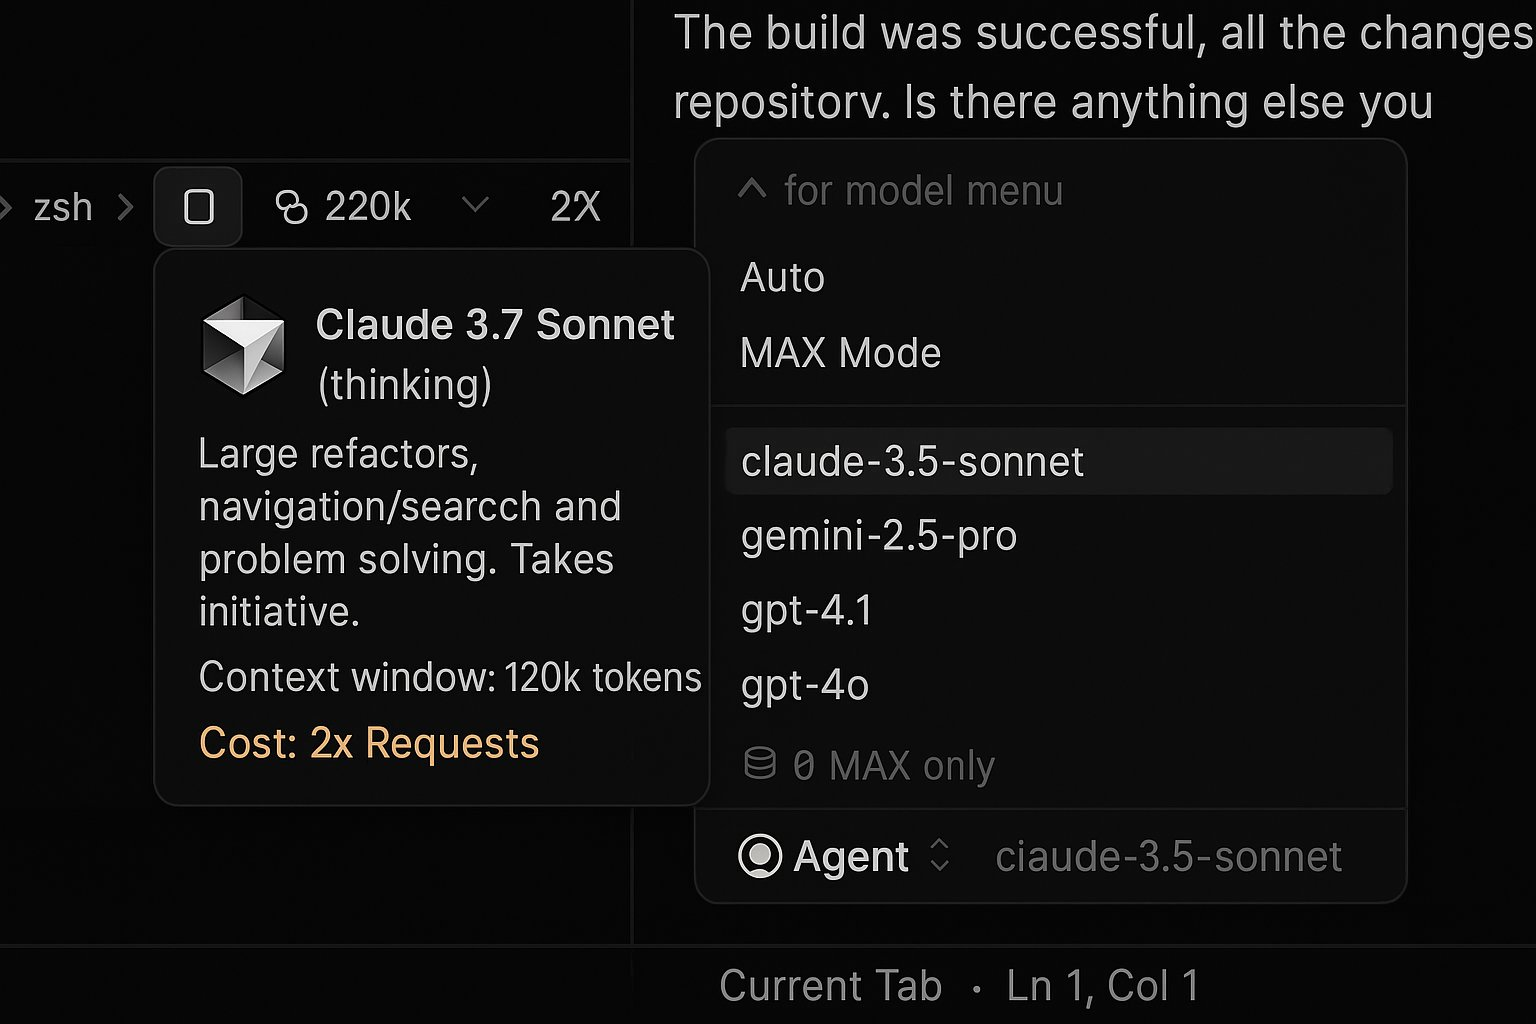 The build was successful, all the changes
repositorv. Is there anything else you
zsh
220k
2X
Claude 3.7 Sonnet
(thinking)
Large refactors,
navigation/searcch and
problem solving. Takes
initiative.
Context window: 120k tokens
Cost: 2x Requests
for model menu
Auto
MAX Mode
claude-3.5-sonnet
gemini-2.5-pro
gpt-4.1
gpt-4o
0 MAX only
Agent
ciaude-3.5-sonnet
Current Tab • Ln 1, Col 1